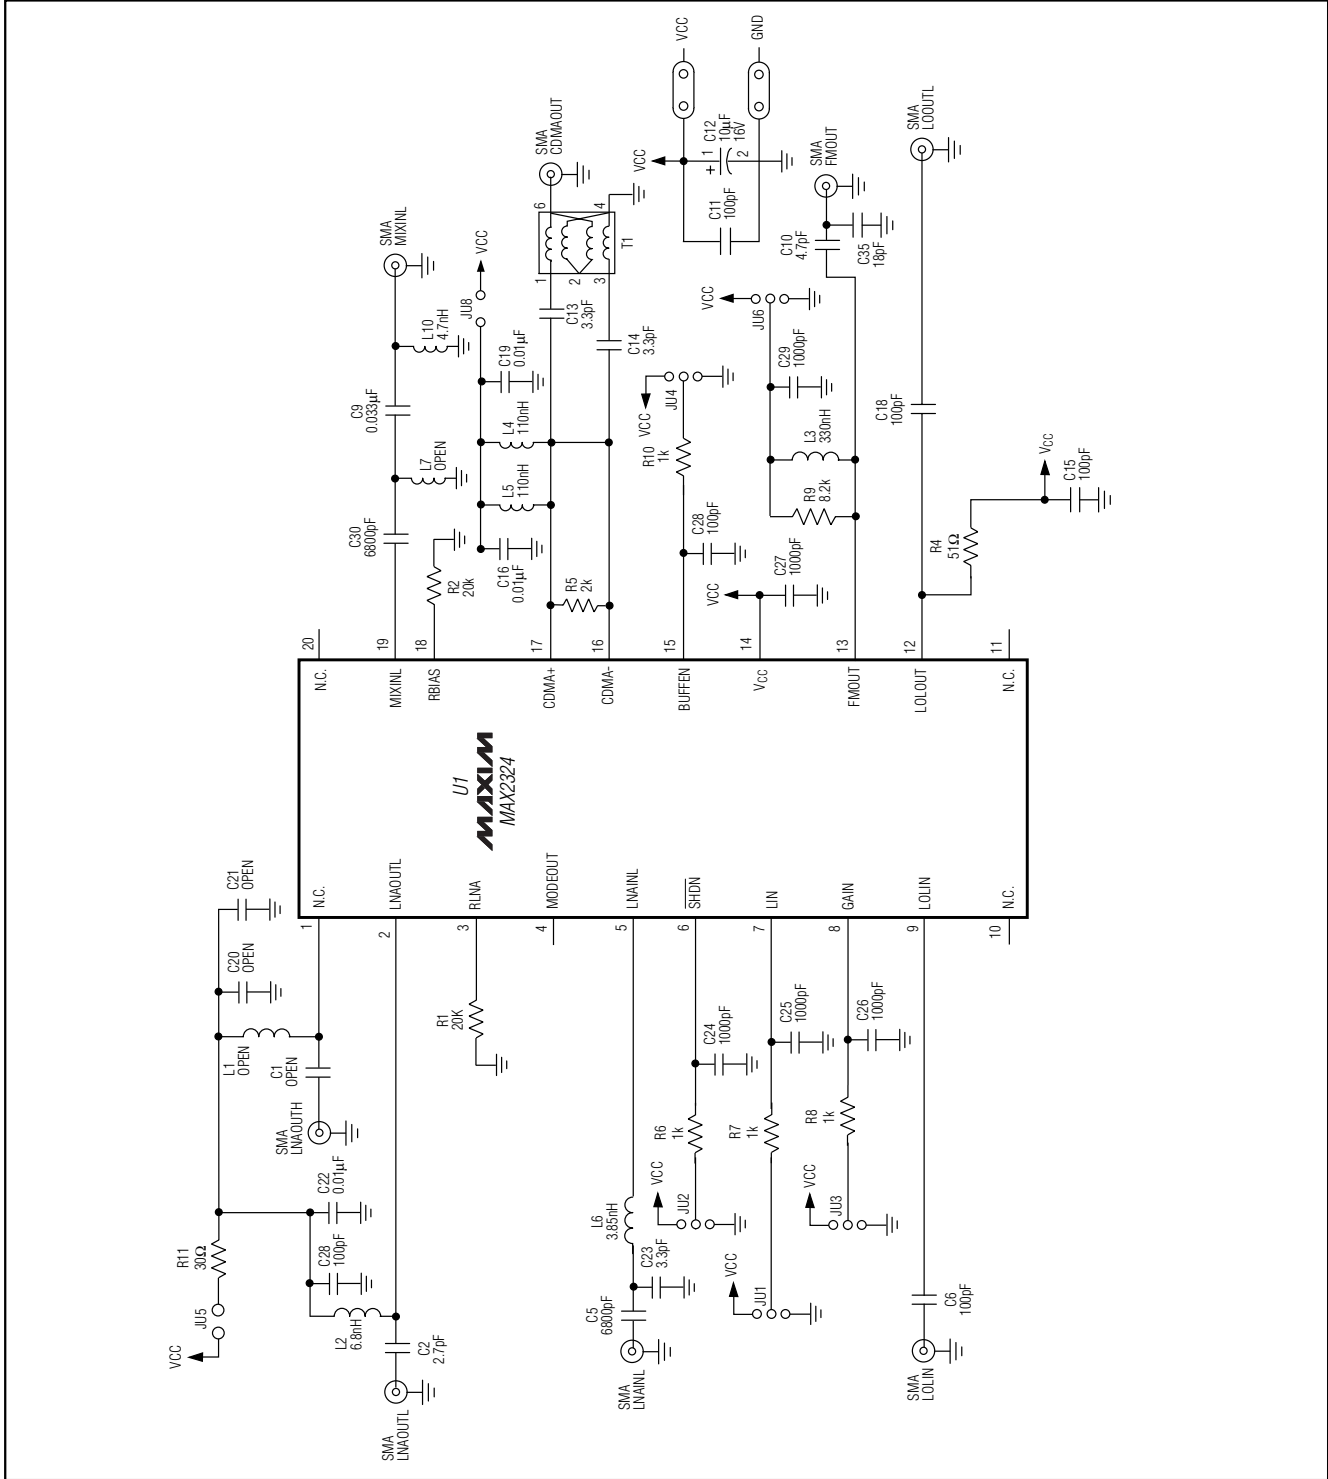 VCC
JU5
R11
30Ω
C28
100pF
C22
0.01µF
L2
6.8nH
C2
2.7pF
SMA
LNAOUTL
SMA
LNAOUTH
C1
OPEN
L1
OPEN
C20
OPEN
C21
OPEN
R1
20K
SMA
LNAINL
C5
6800pF
C23
3.3pF
L6
3.85nH
VCC
JU2
R6
1k
C24
1000pF
VCC
JU1
R7
1k
C25
1000pF
VCC
JU3
R8
1k
C26
1000pF
SMA
LOLIN
C6
100pF
1
N.C.
2
LNAOUTL
3
RLNA
4
MODEOUT
5
LNAINL
6
SHDN
7
LIN
8
GAIN
9
LOLIN
10
N.C.
U1
MAXIM
MAX2324
N.C.
20
MIXINL
19
RBIAS
18
CDMA+
17
CDMA-
16
BUFFEN
15
VCC
14
FMOUT
13
LOLOUT
12
N.C.
11
C30
6800pF
L7
OPEN
C9
0.033µF
L10
4.7nH
SMA
MIXINL
R2
20k
C16
0.01µF
L5
110nH
L4
110nH
C19
0.01µF
JU8
VCC
R5
2k
C13
3.3pF
C14
3.3pF
1
2
3
6
4
T1
SMA
CDMAOUT
C28
100pF
R10
1k
VCC
JU4
VCC
C27
1000pF
R9
8.2k
L3
330nH
C29
1000pF
VCC
JU6
C10
4.7pF
C35
18pF
SMA
FMOUT
VCC
C11
100pF
+
1
2
C12
10µF
16V
VCC
GND
R4
51Ω
VCC
C15
100pF
C18
100pF
SMA
LOOUTL